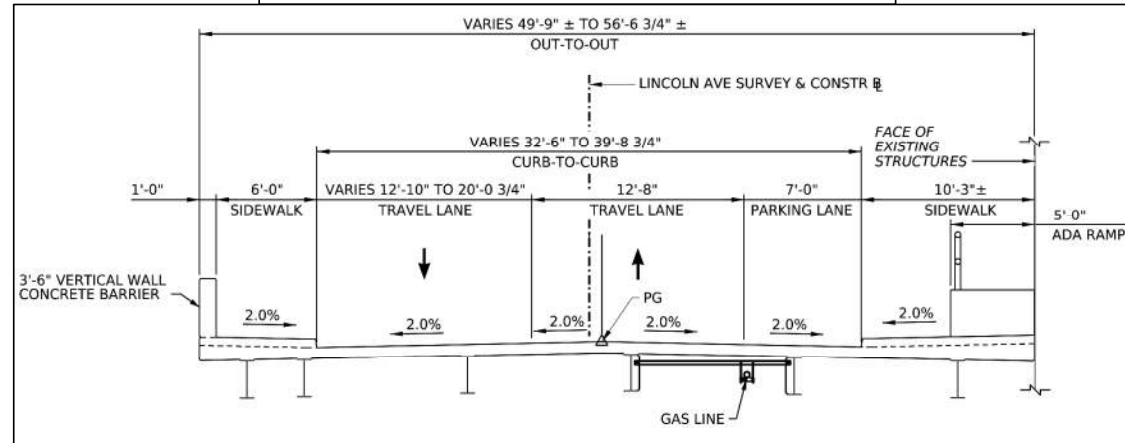 VARIES 49'-9" ± TO 56'-6 3/4" ±
OUT-TO-OUT
LINCOLN AVE SURVEY & CONSTR ℄
VARIES 32'-6" TO 39'-8 3/4"
CURB-TO-CURB
FACE OF
EXISTING
STRUCTURES
1'-0"
6'-0"
SIDEWALK
VARIES 12'-10" TO 20'-0 3/4"
TRAVEL LANE
12'-8"
TRAVEL LANE
7'-0"
PARKING LANE
10'-3"±
SIDEWALK
5'-0"
ADA RAMP
3'-6" VERTICAL WALL
CONCRETE BARRIER
PG
2.0%
2.0%
2.0%
2.0%
2.0%
2.0%
GAS LINE